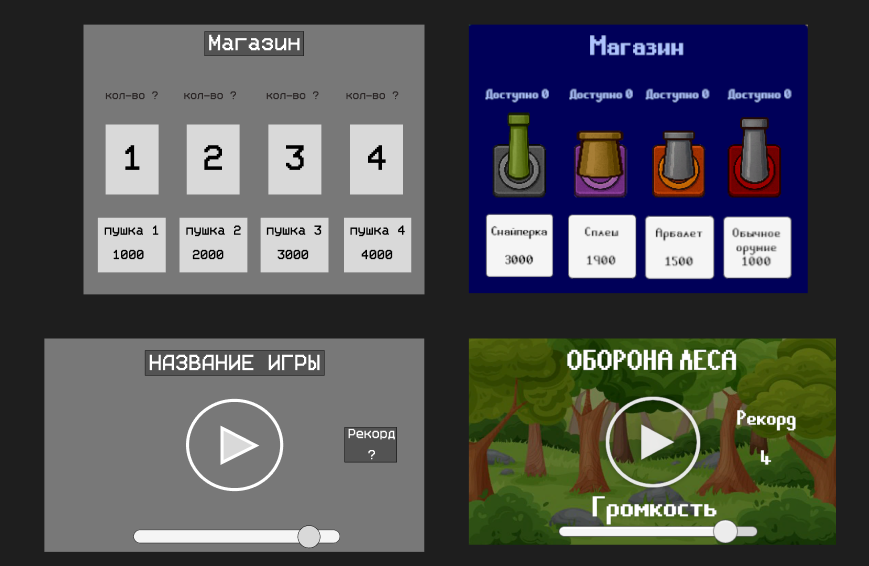 Магазин
кол-во ? кол-во ? кол-во ? кол-во ?
1 2 3 4
пушка 1 пушка 2 пушка 3 пушка 4
1000 2000 3000 4000
Магазин
Доступно 0 Доступно 0 Доступно 0 Доступно 0
Снайперка Сплеш Арбалет Обычное
оружие
3000 1900 1500 1000
НАЗВАНИЕ ИГРЫ
Рекорд
?
ОБОРОНА ЛЕСА
Рекорд
4
Громкость